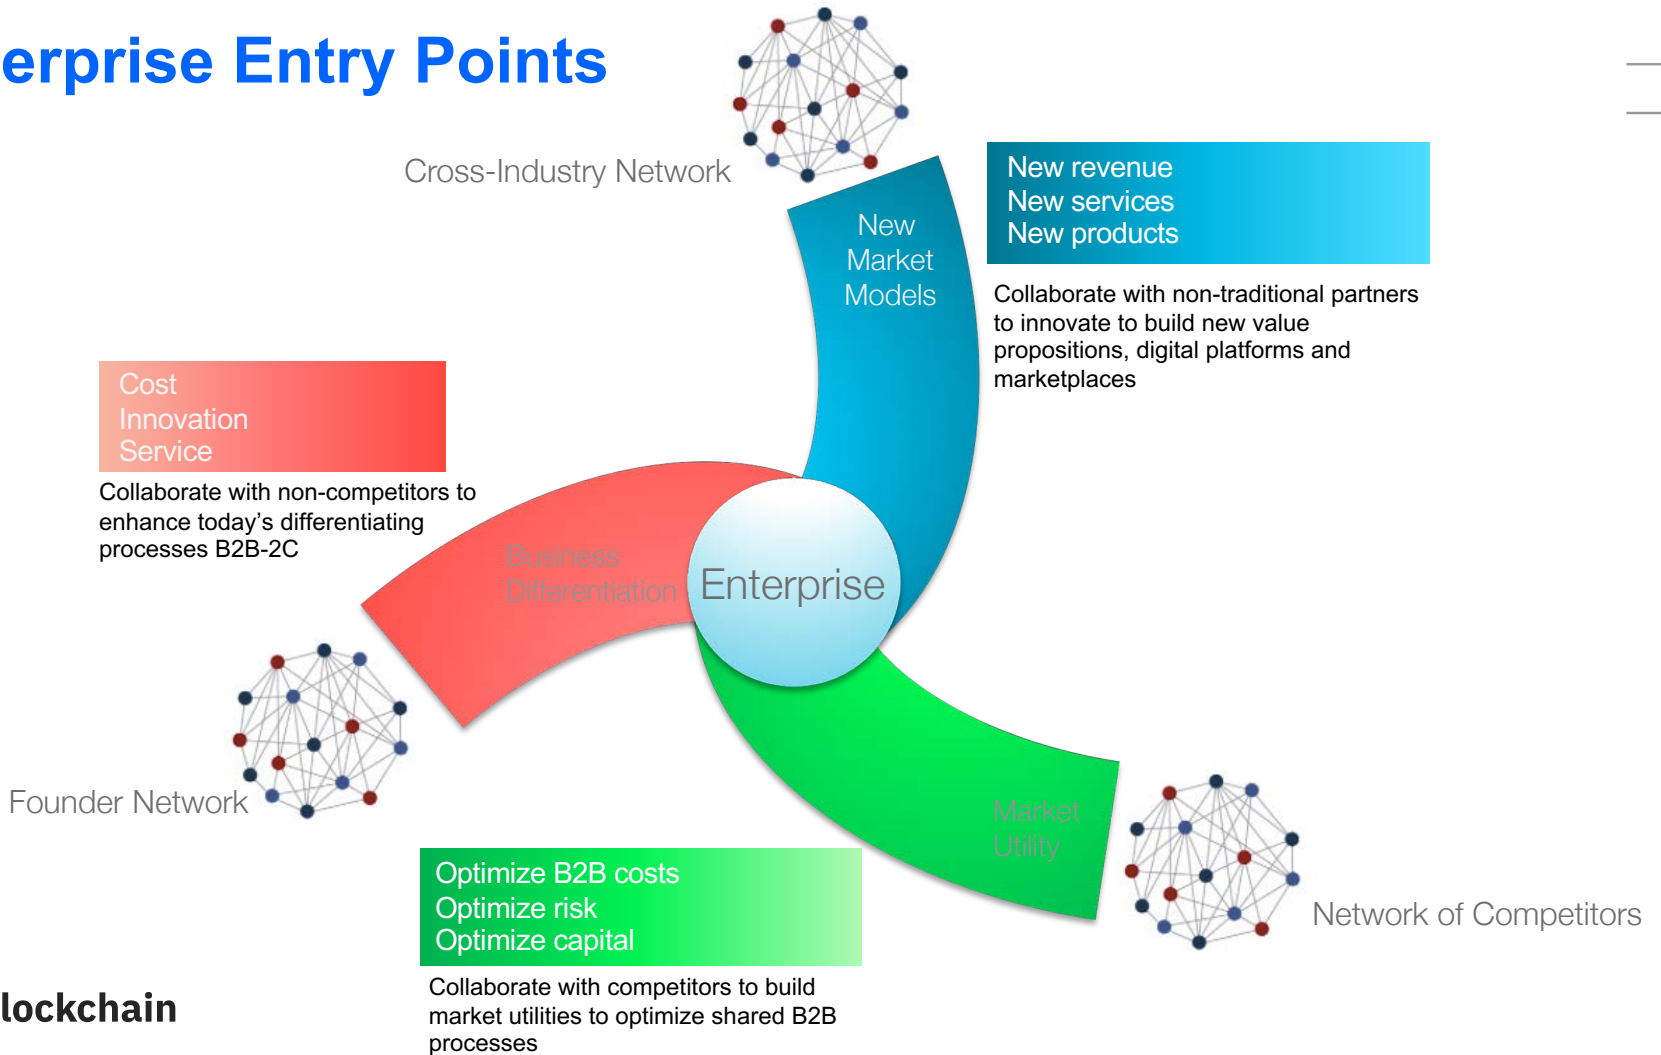 erprise Entry Points
Cross-Industry Network
New
Market
Models
New revenue
New services
New products
Collaborate with non-traditional partners
to innovate to build new value
propositions, digital platforms and
marketplaces
Cost
Innovation
Service
Collaborate with non-competitors to
enhance today’s differentiating
processes B2B-2C
Business
Differentiation
Enterprise
Founder Network
Market
Utility
Network of Competitors
Optimize B2B costs
Optimize risk
Optimize capital
Collaborate with competitors to build
market utilities to optimize shared B2B
processes
lockchain